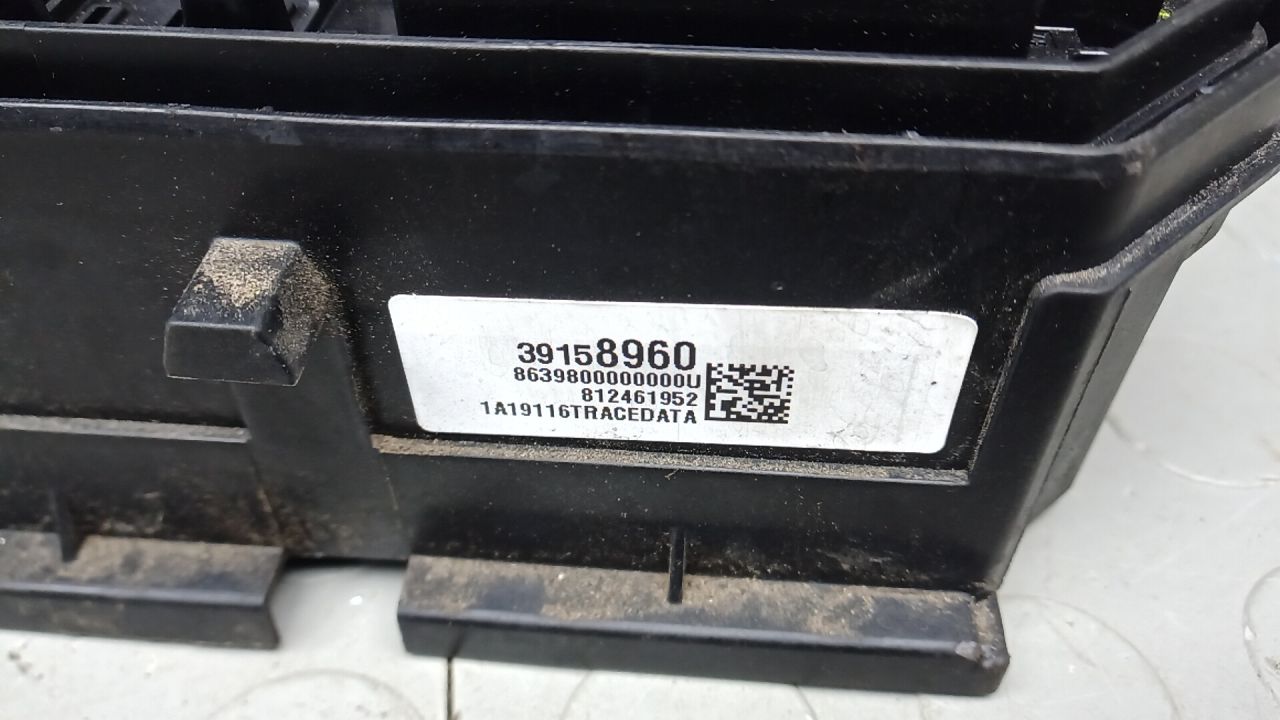 39158960
8639800000000U
812461952
1A19116TRACEDATA